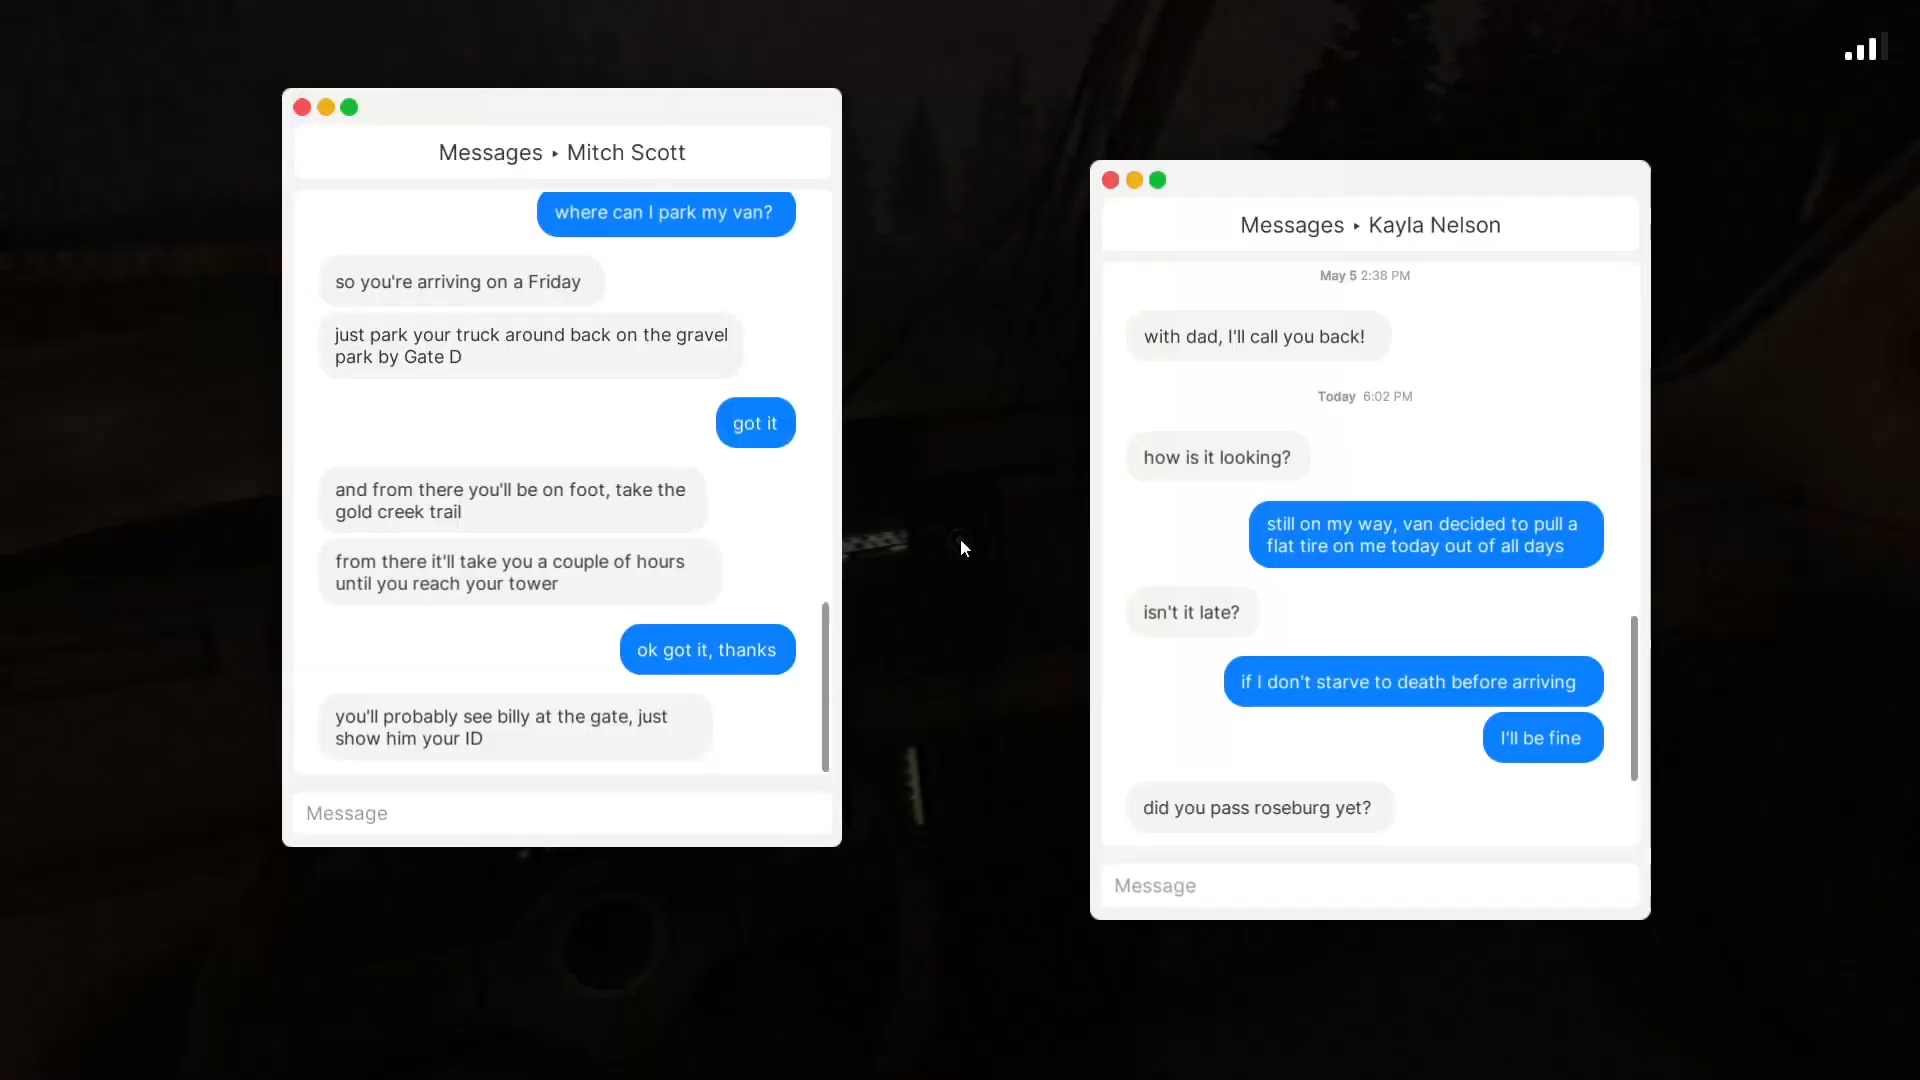 Messages ‣ Mitch Scott
where can I park my van?
so you're arriving on a Friday
just park your truck around back on the gravel
park by Gate D
got it
and from there you'll be on foot, take the
gold creek trail
from there it'll take you a couple of hours
until you reach your tower
ok got it, thanks
you'll probably see billy at the gate, just
show him your ID
Message
Messages ‣ Kayla Nelson
May 5 2:38 PM
with dad, I'll call you back!
Today 6:02 PM
how is it looking?
still on my way, van decided to pull a
flat tire on me today out of all days
isn't it late?
if I don't starve to death before arriving
I'll be fine
did you pass roseburg yet?
Message